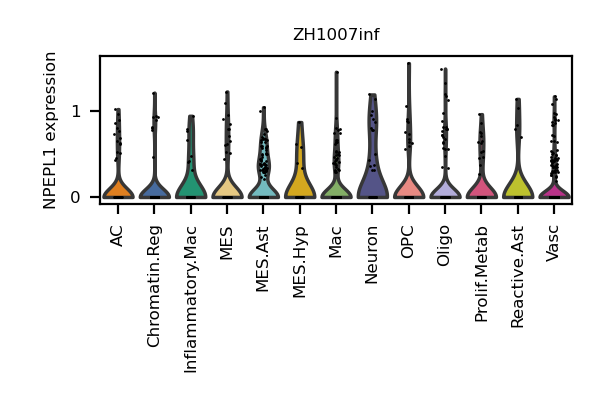 ZH1007inf
NPEPL1 expression
1
0
AC
Chromatin.Reg
Inflammatory.Mac
MES
MES.Ast
MES.Hyp
Mac
Neuron
OPC
Oligo
Prolif.Metab
Reactive.Ast
Vasc